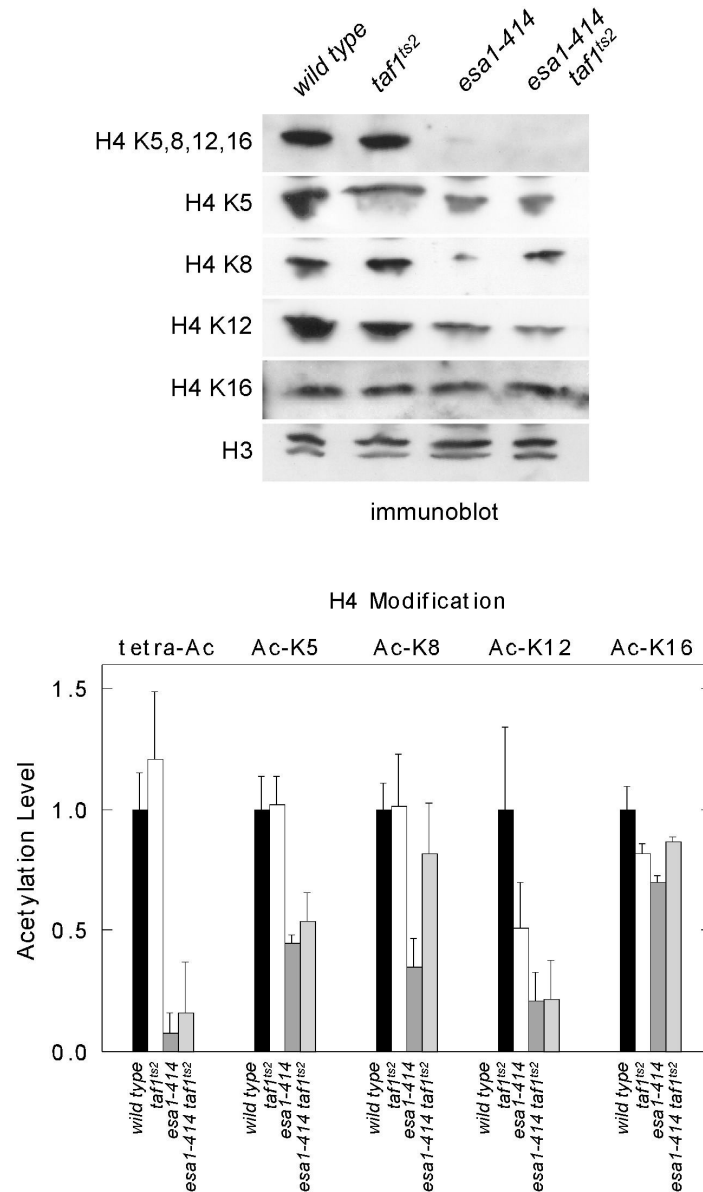 wild type
taf1ts2
esa1-414
esa1-414
taf1ts2
H4 K5,8,12,16
H4 K5
H4 K8
H4 K12
H4 K16
H3
immunoblot
H4 Modification
tetra-Ac Ac-K5 Ac-K8 Ac-K12 Ac-K16
Acetylation Level
1.5
1.0
0.5
0.0
wild type
taf1ts2
esa1-414
esa1-414 taf1ts2
wild type
taf1ts2
esa1-414
esa1-414 taf1ts2
wild type
taf1ts2
esa1-414
esa1-414 taf1ts2
wild type
taf1ts2
esa1-414
esa1-414 taf1ts2
wild type
taf1ts2
esa1-414
esa1-414 taf1ts2